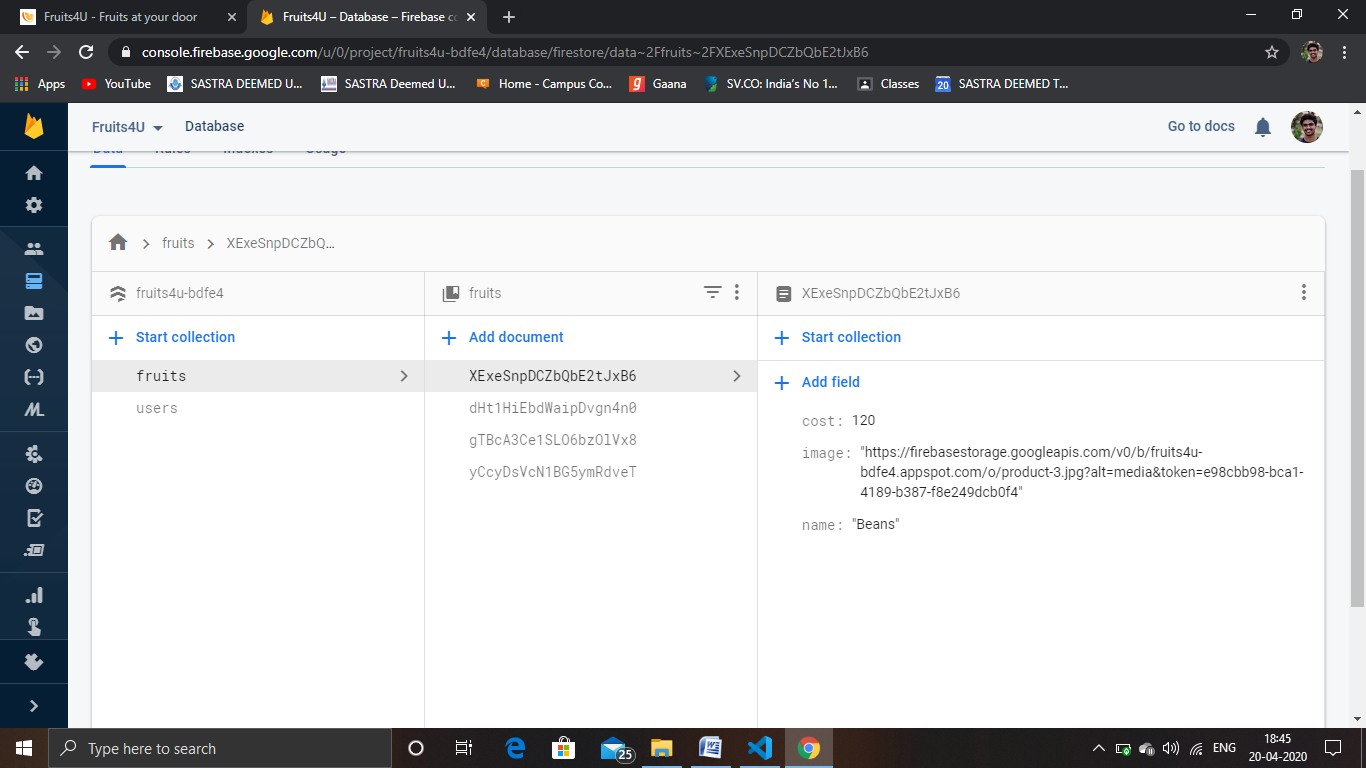 Fruits4U - Fruits at your door
Fruits4U – Database – Firebase co
console.firebase.google.com/u/0/project/fruits4u-bdfe4/database/firestore/data~2Ffruits~2FXExeSnpDCZbQbE2tJxB6
Apps YouTube SASTRA DEEMED U... SASTRA Deemed U... Home - Campus Co... Gaana SV.CO: India's No 1... Classes 20 SASTRA DEEMED T...
Fruits4U Database Go to docs
Data Rules Indexes Usage
fruits XExeSnpDCZbQ...
fruits4u-bdfe4 fruits XExeSnpDCZbQbE2tJxB6
Start collection Add document Start collection
fruits XExeSnpDCZbQbE2tJxB6 Add field
users dHt1HiEbdWaipDvgn4n0 cost: 120
gTBcA3Ce1SLO6bzOlVx8 image: "https://firebasestorage.googleapis.com/v0/b/fruits4u-
bdfe4.appspot.com/o/product-3.jpg?alt=media&token=e98cbb98-bca1-
yCcyDsVcN1BG5ymRdveT 4189-b387-f8e249dcb0f4"
name: "Beans"
Type here to search 25 ENG 18:45
20-04-2020